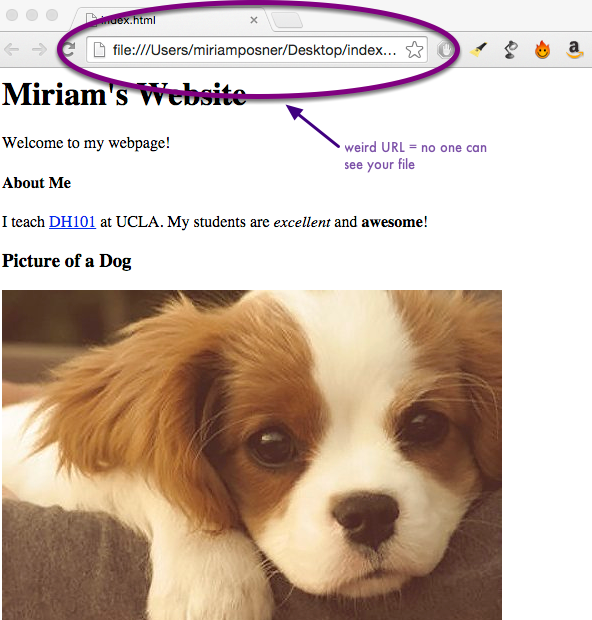 index.html
file:///Users/miriamposner/Desktop/index...
Miriam's Website
Welcome to my webpage!
weird URL = no one can
see your file
About Me
I teach DH101 at UCLA. My students are excellent and awesome!
Picture of a Dog